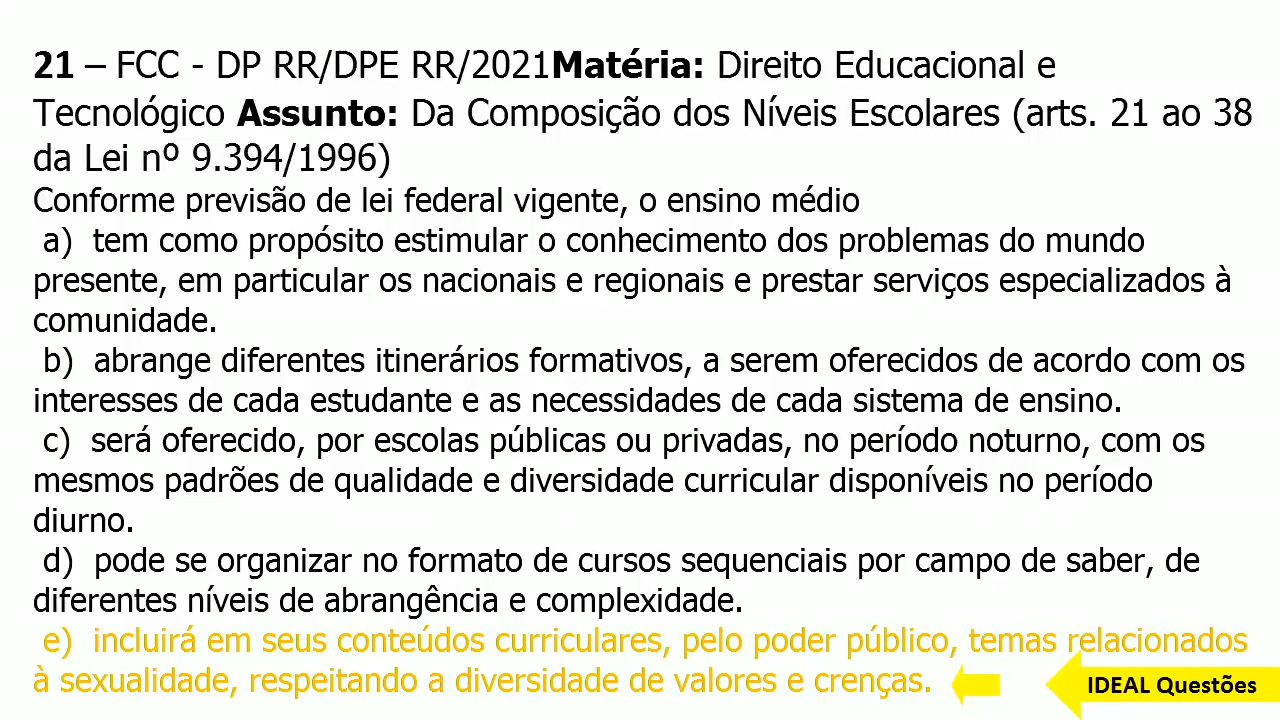 21 – FCC - DP RR/DPE RR/2021Matéria: Direito Educacional e
Tecnológico Assunto: Da Composição dos Níveis Escolares (arts. 21 ao 38
da Lei nº 9.394/1996)
Conforme previsão de lei federal vigente, o ensino médio
a) tem como propósito estimular o conhecimento dos problemas do mundo
presente, em particular os nacionais e regionais e prestar serviços especializados à
comunidade.
b) abrange diferentes itinerários formativos, a serem oferecidos de acordo com os
interesses de cada estudante e as necessidades de cada sistema de ensino.
c) será oferecido, por escolas públicas ou privadas, no período noturno, com os
mesmos padrões de qualidade e diversidade curricular disponíveis no período
diurno.
d) pode se organizar no formato de cursos sequenciais por campo de saber, de
diferentes níveis de abrangência e complexidade.
e) incluirá em seus conteúdos curriculares, pelo poder público, temas relacionados
à sexualidade, respeitando a diversidade de valores e crenças.
IDEAL Questões